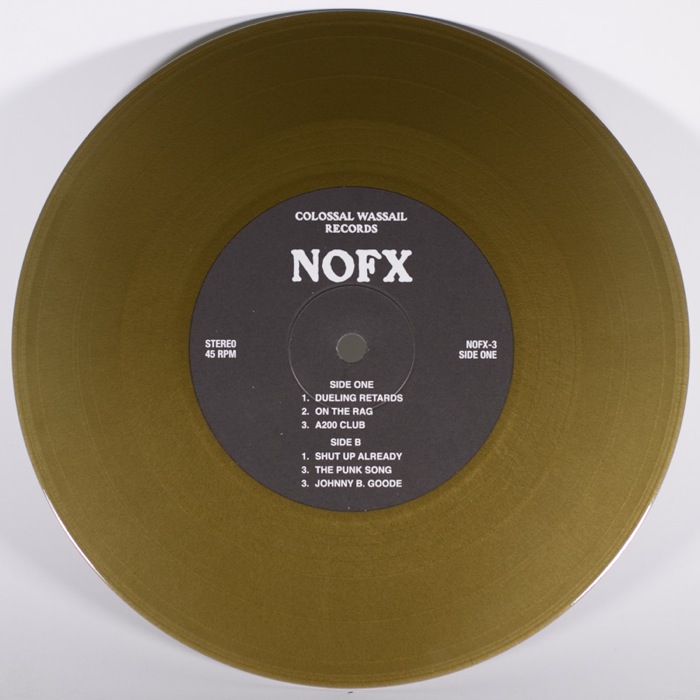 COLOSSAL WASSAIL
RECORDS
NOFX
STEREO
45 RPM
NOFX-3
SIDE ONE
SIDE ONE
1. DUELING RETARDS
2. ON THE RAG
3. A200 CLUB
SIDE B
1. SHUT UP ALREADY
3. THE PUNK SONG
3. JOHNNY B. GOODE